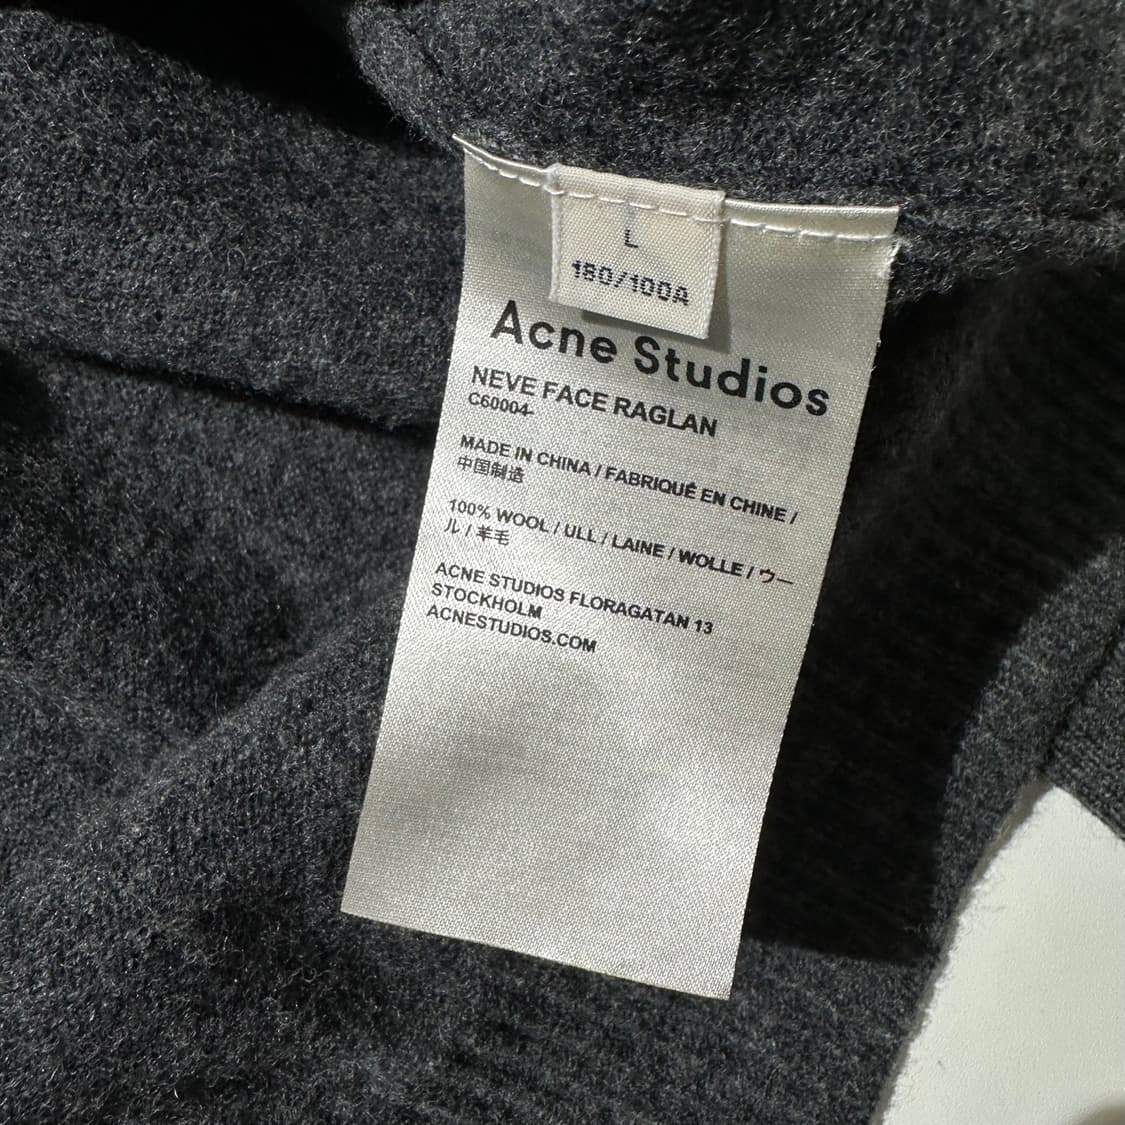 L
180/100A
Acne Studios
NEVE FACE RAGLAN
C60004-
MADE IN CHINA / FABRIQUÉ EN CHINE /
中国制造
100% WOOL / ULL / LAINE / WOLLE / ウー
ル / 羊毛
ACNE STUDIOS FLORAGATAN 13
STOCKHOLM
ACNESTUDIOS.COM